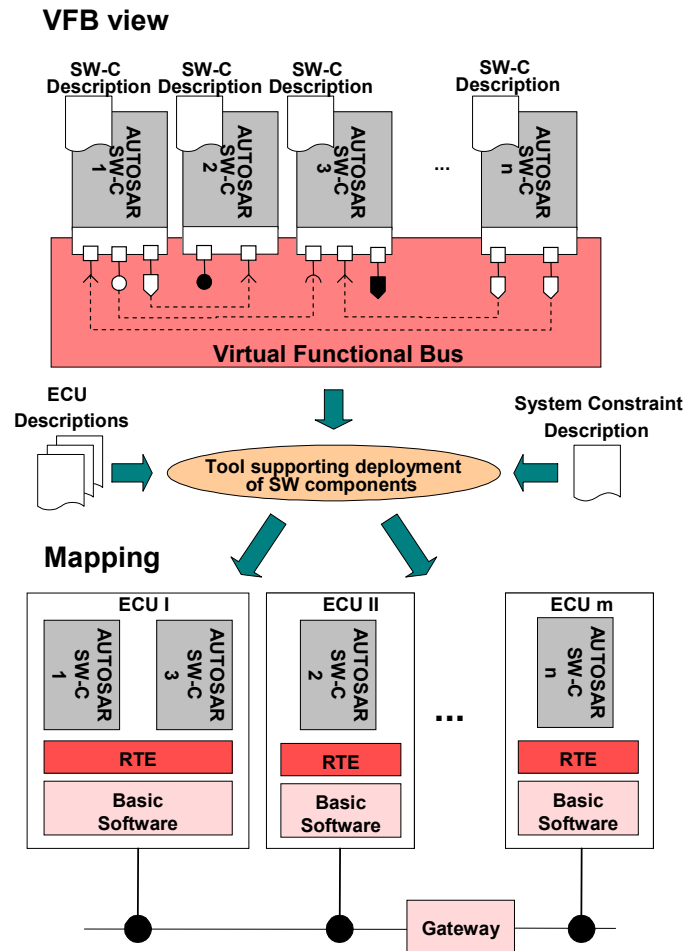 VFB view
SW-C
Description
SW-C
Description
SW-C
Description
SW-C
Description
AUTOSAR
SW-C
1
AUTOSAR
SW-C
2
AUTOSAR
SW-C
3
...
AUTOSAR
SW-C
n
Virtual Functional Bus
ECU
Descriptions
System Constraint
Description
Tool supporting deployment
of SW components
Mapping
ECU I
AUTOSAR
SW-C
1
AUTOSAR
SW-C
3
RTE
Basic
Software
ECU II
AUTOSAR
SW-C
2
RTE
Basic
Software
...
ECU m
AUTOSAR
SW-C
n
RTE
Basic
Software
Gateway